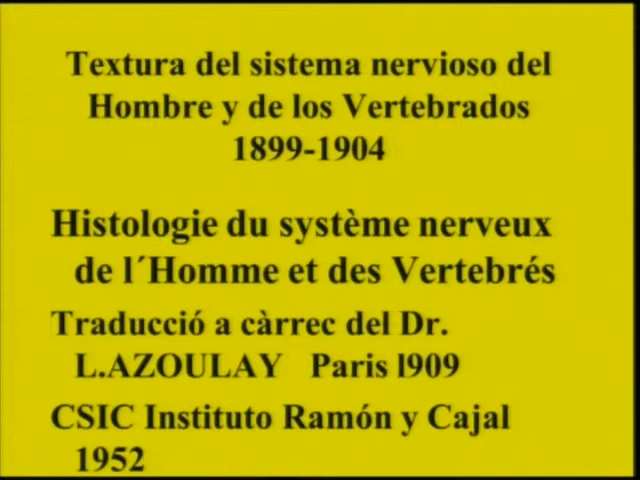 Textura del sistema nervioso del
Hombre y de los Vertebrados
1899-1904
Histologie du système nerveux
de l´Homme et des Vertebrés
Traducció a càrrec del Dr.
L.AZOULAY Paris l909
CSIC Instituto Ramón y Cajal
1952